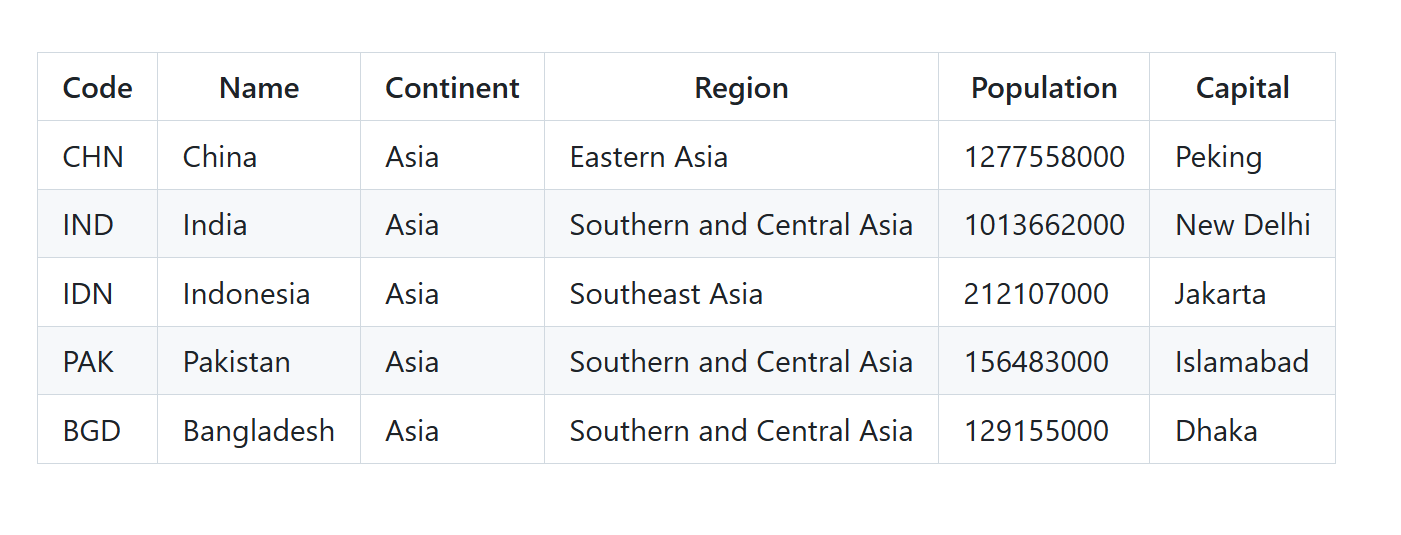 Code Name Continent Region Population Capital
CHN China Asia Eastern Asia 1277558000 Peking
IND India Asia Southern and Central Asia 1013662000 New Delhi
IDN Indonesia Asia Southeast Asia 212107000 Jakarta
PAK Pakistan Asia Southern and Central Asia 156483000 Islamabad
BGD Bangladesh Asia Southern and Central Asia 129155000 Dhaka